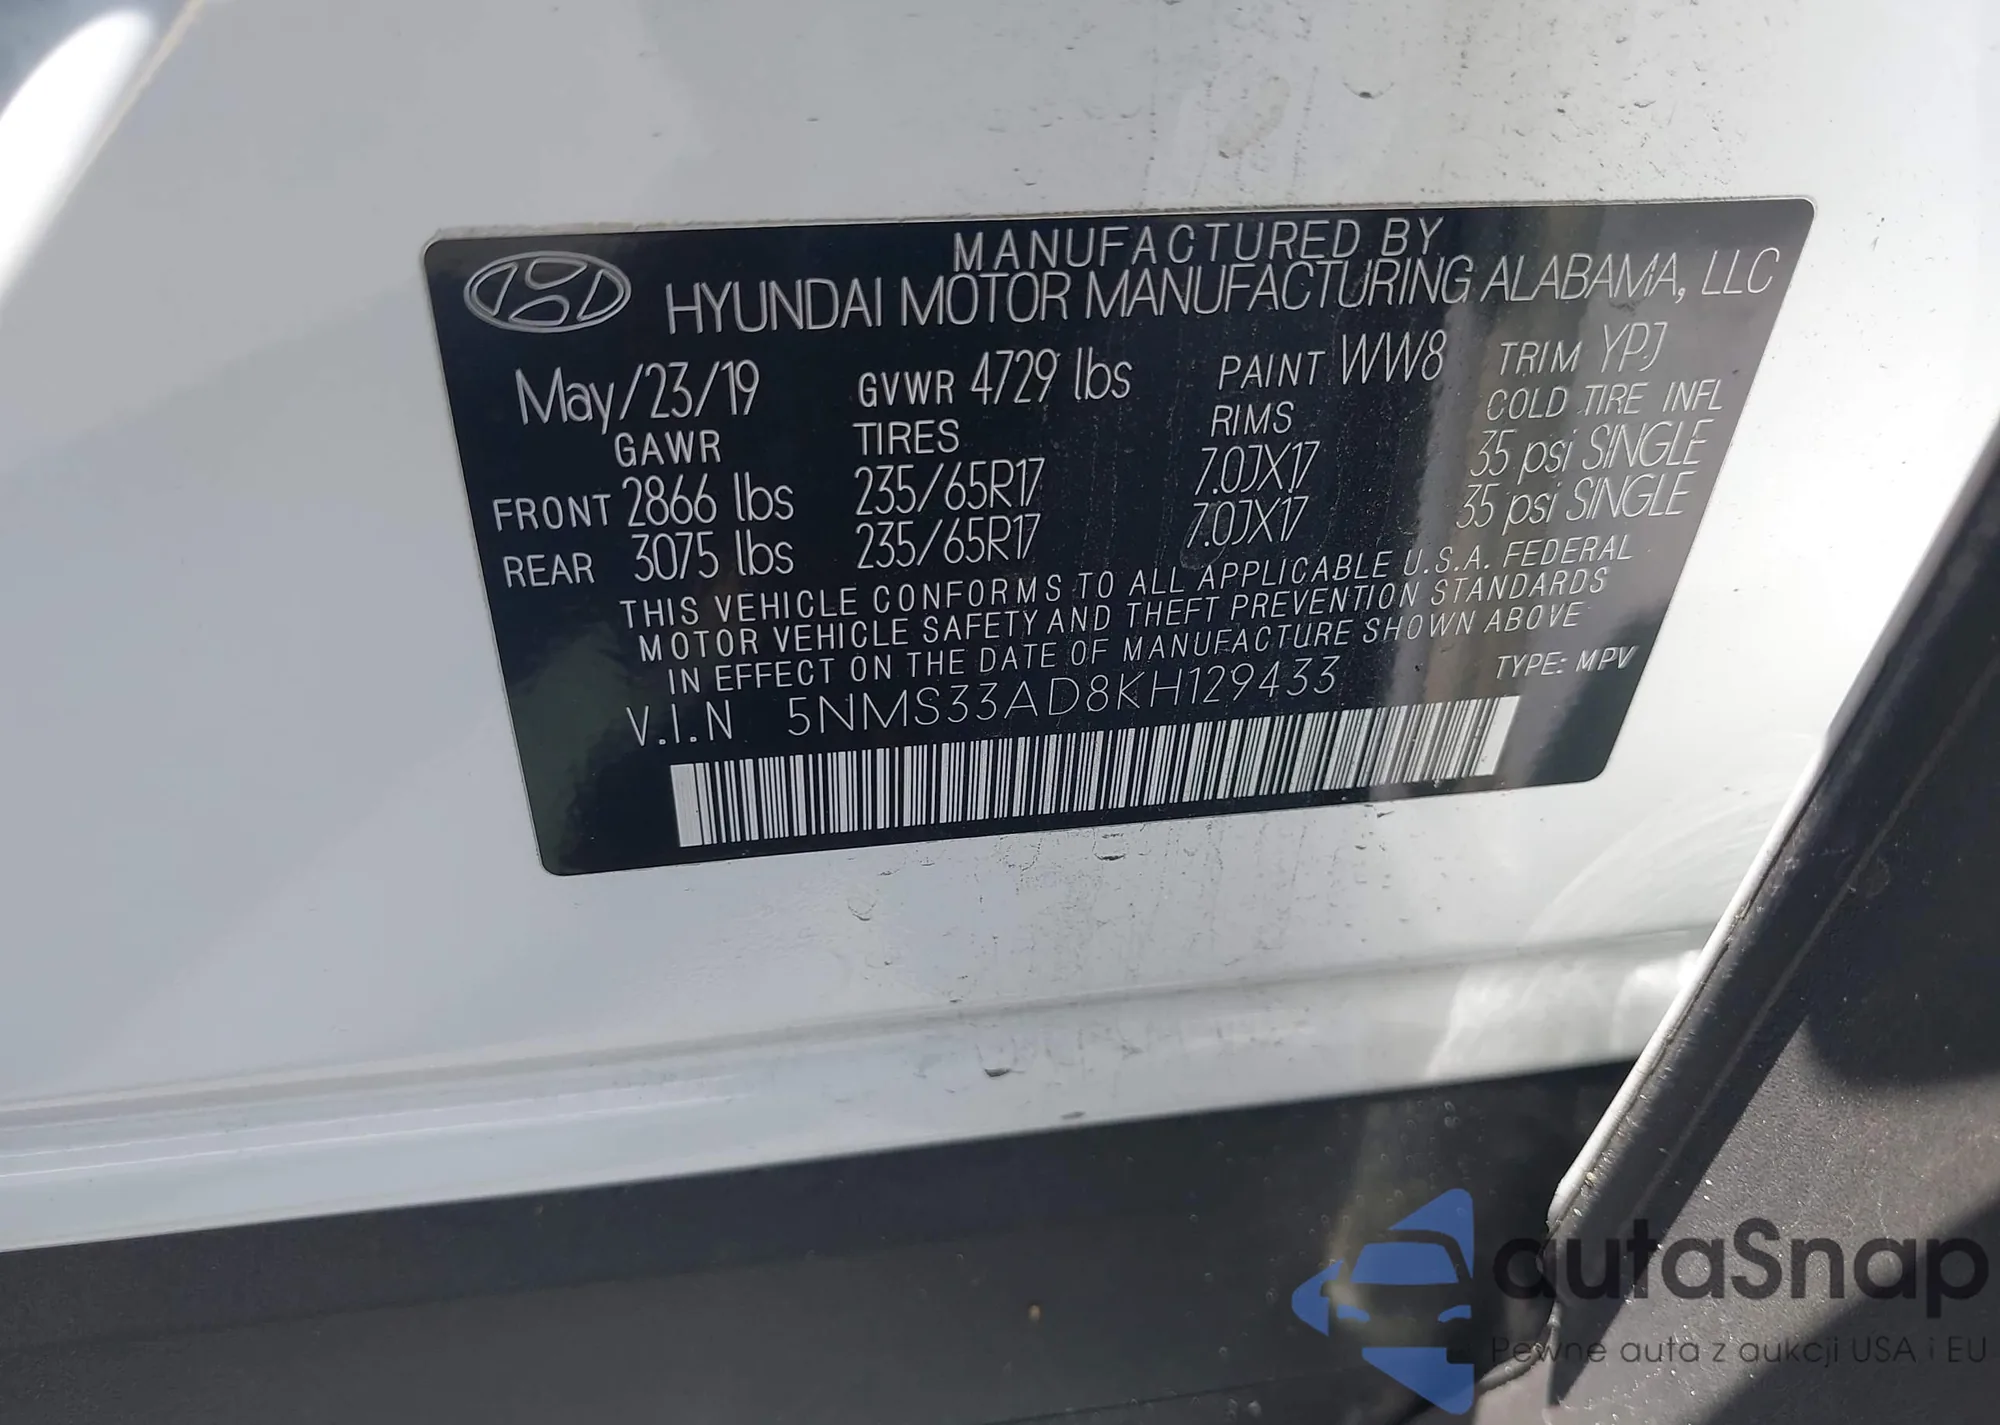 MANUFACTURED BY
HYUNDAI MOTOR MANUFACTURING ALABAMA, LLC
May/23/19 GVWR 4729 lbs PAINT WW8 TRIM YPJ
GAWR TIRES RIMS COLD TIRE INFL
FRONT 2866 lbs 235/65R17 7.0JX17 35 psi SINGLE
REAR 3075 lbs 235/65R17 7.0JX17 35 psi SINGLE
THIS VEHICLE CONFORMS TO ALL APPLICABLE U.S.A. FEDERAL
MOTOR VEHICLE SAFETY AND THEFT PREVENTION STANDARDS
IN EFFECT ON THE DATE OF MANUFACTURE SHOWN ABOVE
V.I.N 5NMS33AD8KH129433 TYPE: MPV
autaSnap
Pewne auta z aukcji USA i EU